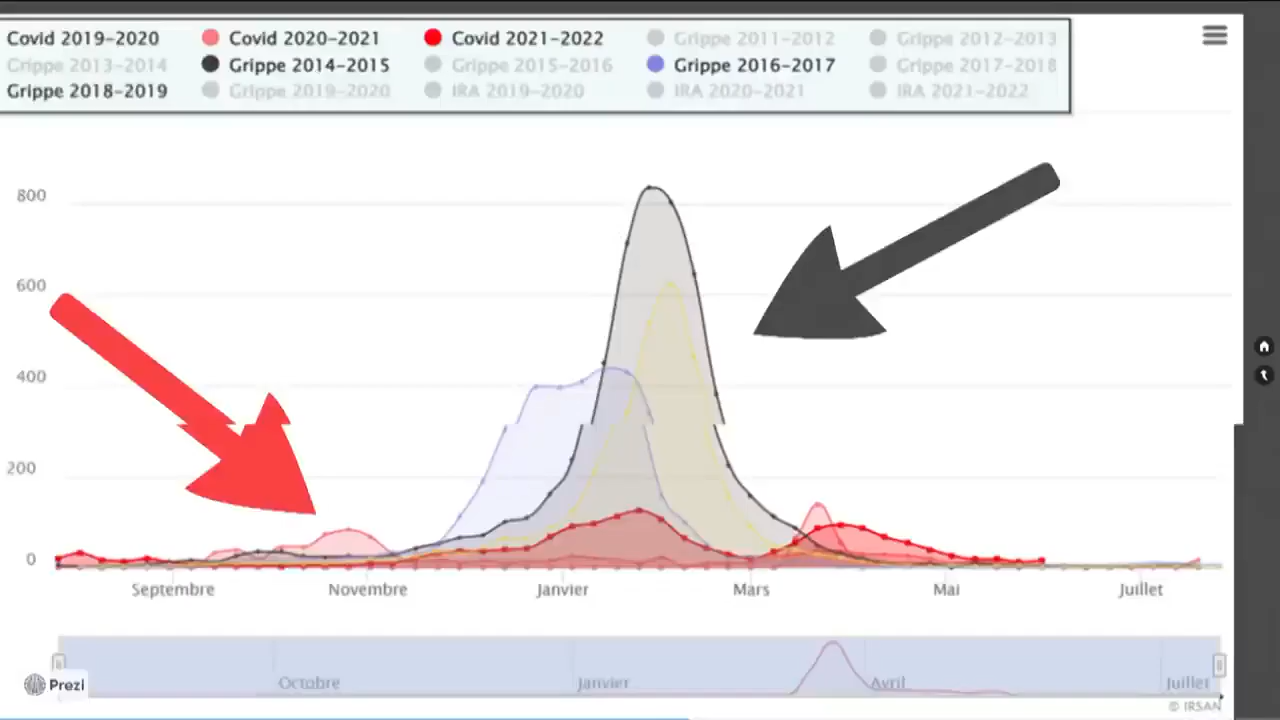 Covid 2019-2020 Covid 2020-2021 Covid 2021-2022 Grippe 2011-2012 Grippe 2012-2013
Grippe 2013-2014 Grippe 2014-2015 Grippe 2015-2016 Grippe 2016-2017 Grippe 2017-2018
Grippe 2018-2019 Grippe 2019-2020 IRA 2019-2020 IRA 2020-2021 IRA 2021-2022
800
600
400
200
0
Septembre Novembre Janvier Mars Mai Juillet
Octobre Janvier Avril Juillet
Prezi
© IRSAN